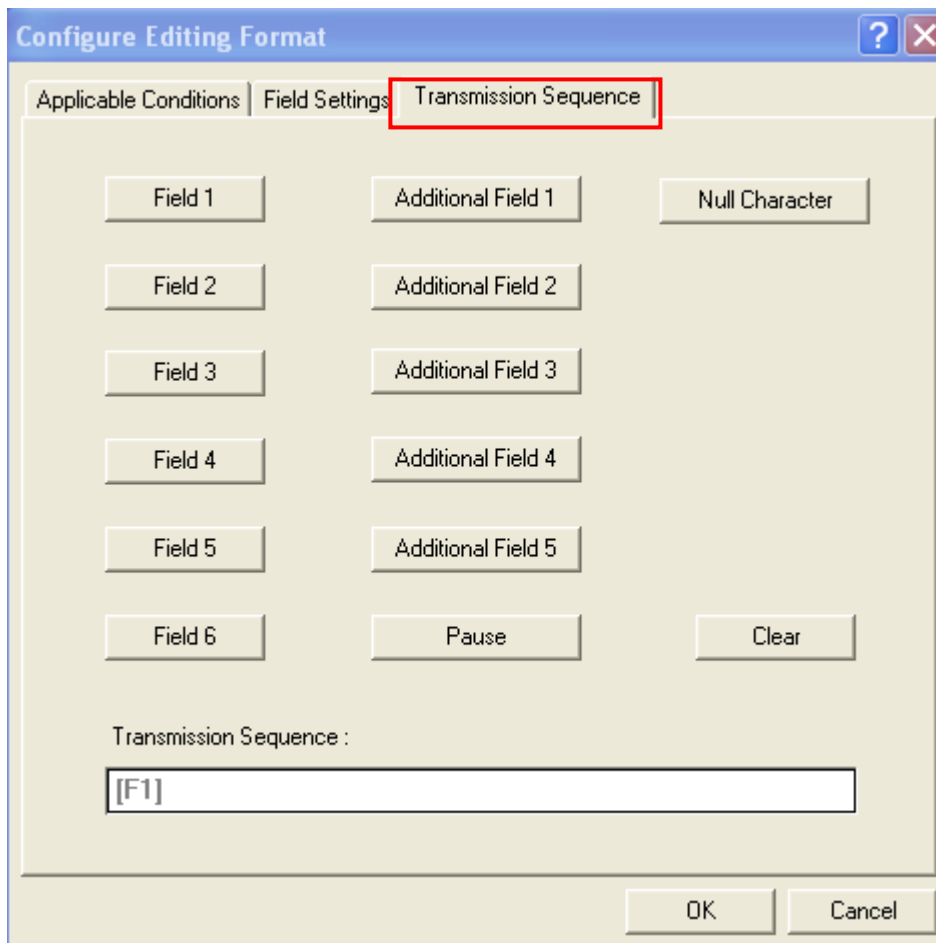 Configure Editing Format
Applicable Conditions
Field Settings
Transmission Sequence
Field 1
Additional Field 1
Null Character
Field 2
Additional Field 2
Field 3
Additional Field 3
Field 4
Additional Field 4
Field 5
Additional Field 5
Field 6
Pause
Clear
Transmission Sequence :
[F1]
OK
Cancel